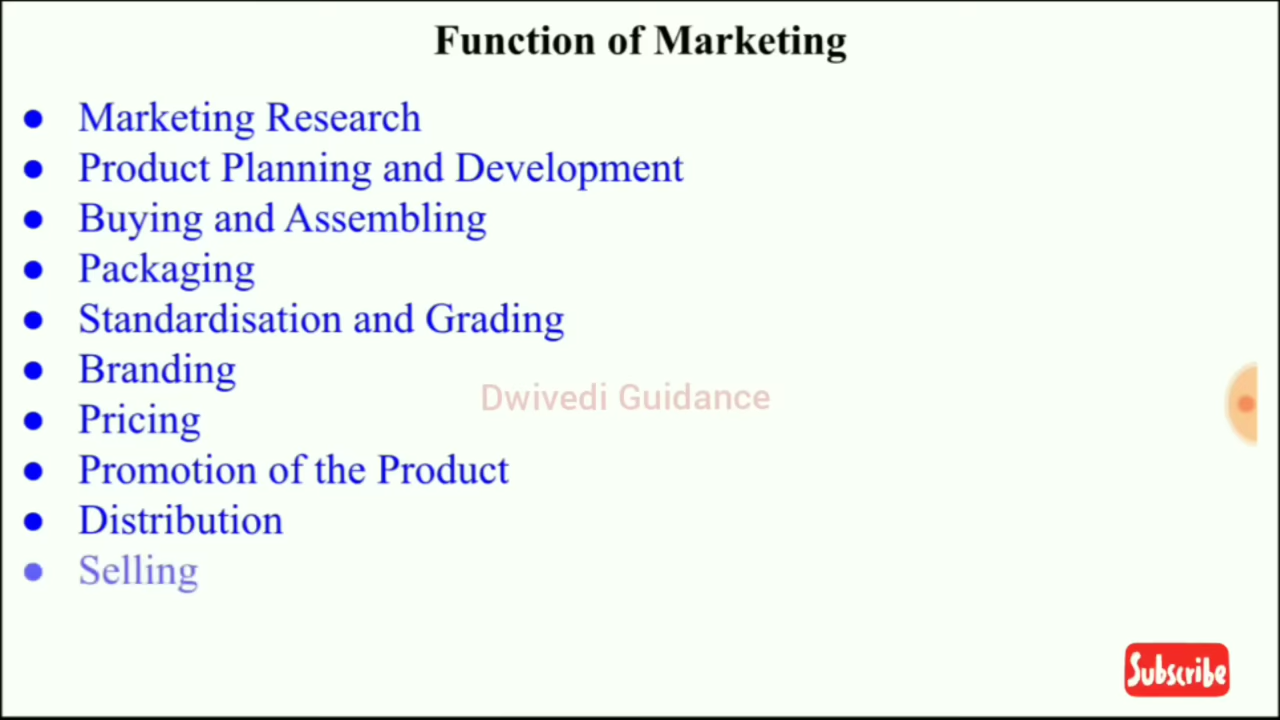 Function of Marketing
● Marketing Research
● Product Planning and Development
● Buying and Assembling
● Packaging
● Standardisation and Grading
● Branding
● Pricing
● Promotion of the Product
● Distribution
● Selling
Dwivedi Guidance
Subscribe